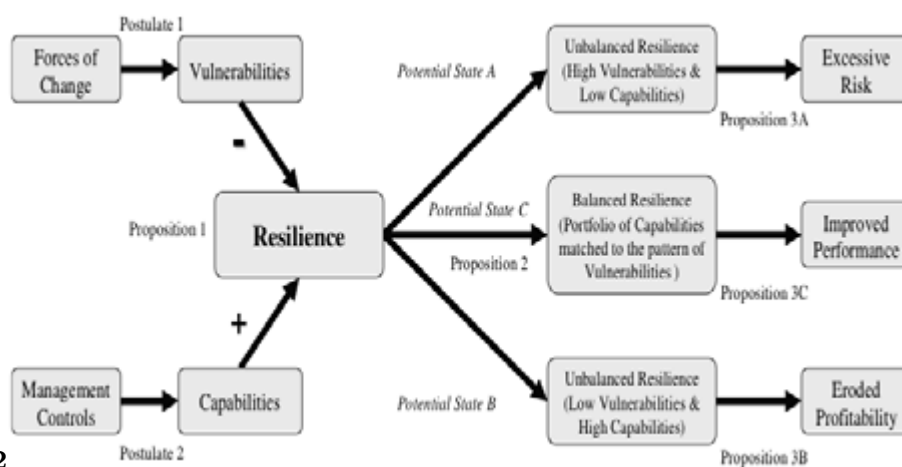 Postulate 1
Forces of
Change
Vulnerabilities
-
Proposition 1
Resilience
+
Management
Controls
Capabilities
Postulate 2
2
Potential State A
Unbalanced Resilience
(High Vulnerabilities &
Low Capabilities)
Excessive
Risk
Proposition 3A
Potential State C
Proposition 2
Balanced Resilience
(Portfolio of Capabilities
matched to the pattern of
Vulnerabilities )
Improved
Performance
Proposition 3C
Potential State B
Unbalanced Resilience
(Low Vulnerabilities &
High Capabilities)
Eroded
Profitability
Proposition 3B